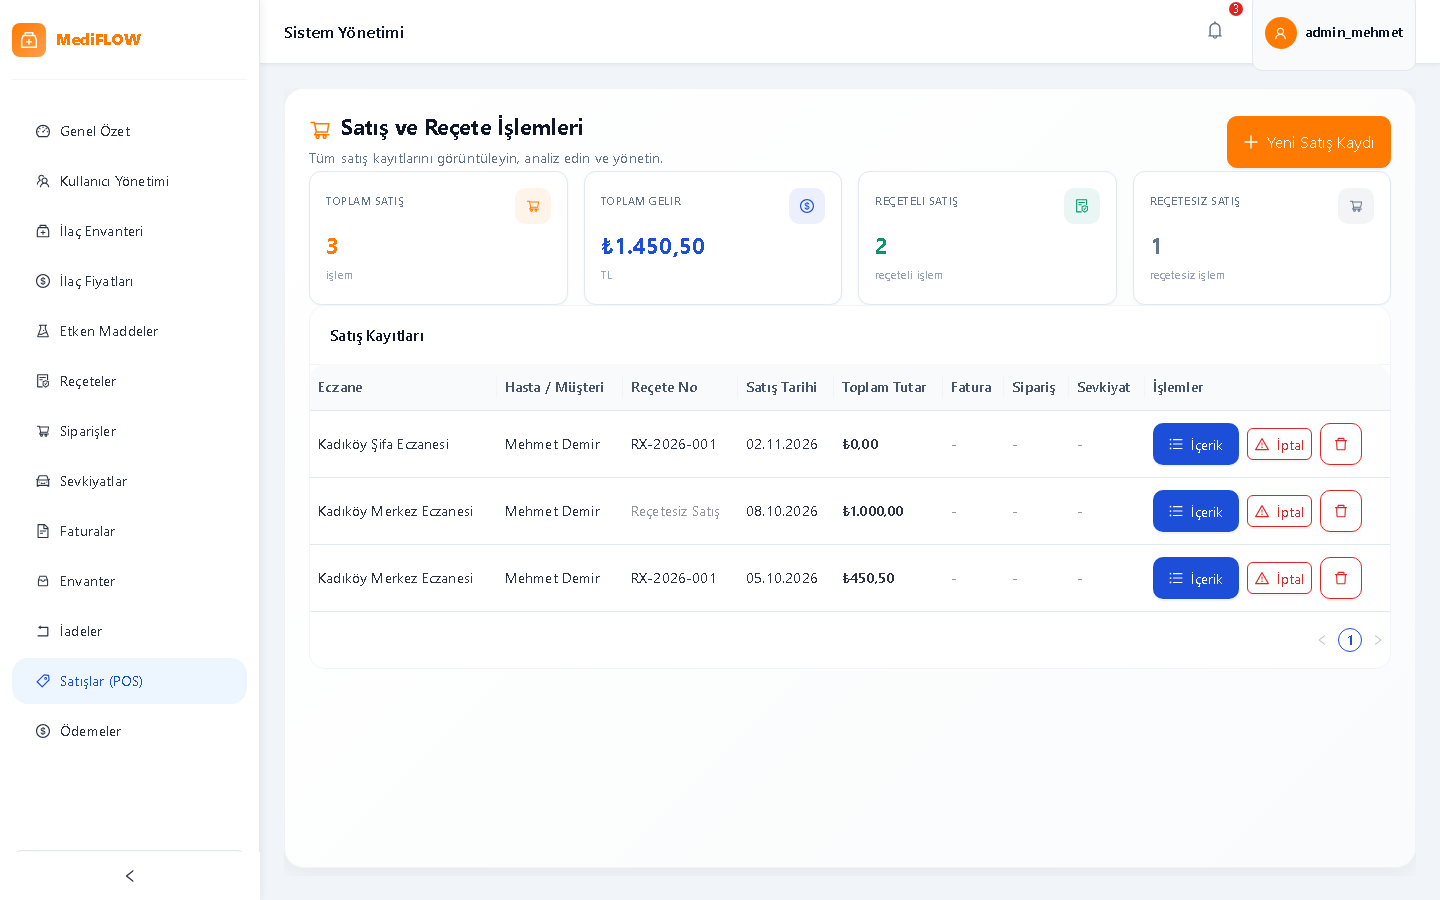 MediFLOW
Sistem Yönetimi
3
admin_mehmet
Genel Özet
Kullanıcı Yönetimi
İlaç Envanteri
İlaç Fiyatları
Etken Maddeler
Reçeteler
Siparişler
Sevkiyatlar
Faturalar
Envanter
İadeler
Satışlar (POS)
Ödemeler
Satış ve Reçete İşlemleri
Tüm satış kayıtlarını görüntüleyin, analiz edin ve yönetin.
Yeni Satış Kaydı
TOPLAM SATIŞ
3
işlem
TOPLAM GELIR
₺1.450,50
TL
REÇETELI SATIŞ
2
reçeteli işlem
REÇETESIZ SATIŞ
1
reçetesiz işlem
Satış Kayıtları
Eczane Hasta / Müşteri Reçete No Satış Tarihi Toplam Tutar Fatura Sipariş Sevkiyat İşlemler
Kadıköy Şifa Eczanesi Mehmet Demir RX-2026-001 02.11.2026 ₺0,00 - - - İçerik İptal
Kadıköy Merkez Eczanesi Mehmet Demir Reçetesiz Satış 08.10.2026 ₺1.000,00 - - - İçerik İptal
Kadıköy Merkez Eczanesi Mehmet Demir RX-2026-001 05.10.2026 ₺450,50 - - - İçerik İptal
1